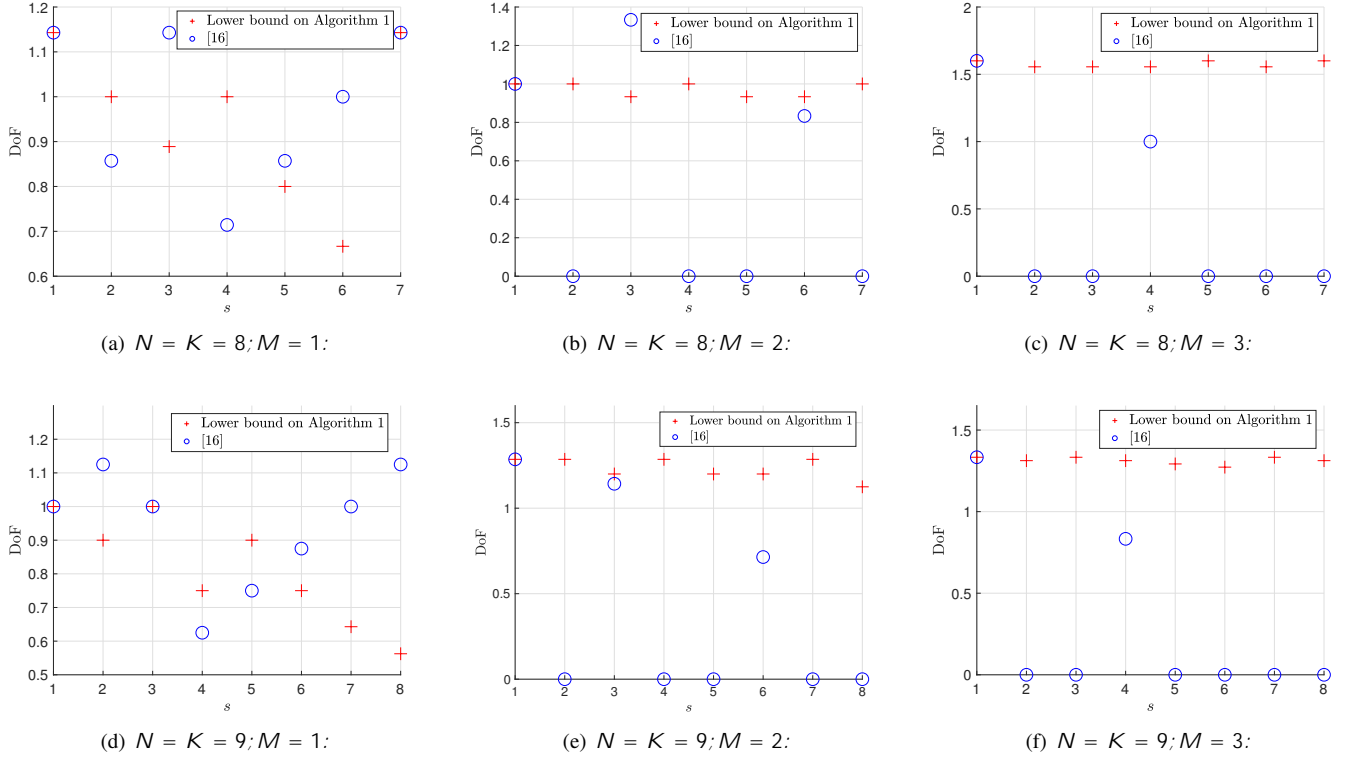 1.2
1.1
1
0.9
0.8
0.7
0.6
DoF
Lower bound on Algorithm 1
[16]
1 2 3 4 5 6 7
s
(a) N = K = 8; M = 1:
1.4
1.2
1
0.8
0.6
0.4
0.2
0
DoF
Lower bound on Algorithm 1
[16]
1 2 3 4 5 6 7
s
(b) N = K = 8; M = 2:
2
1.5
1
0.5
0
DoF
Lower bound on Algorithm 1
[16]
1 2 3 4 5 6 7
s
(c) N = K = 8; M = 3:
1.2
1.1
1
0.9
0.8
0.7
0.6
0.5
DoF
Lower bound on Algorithm 1
[16]
1 2 3 4 5 6 7 8
s
(d) N = K = 9; M = 1:
1.5
1
0.5
0
DoF
Lower bound on Algorithm 1
[16]
1 2 3 4 5 6 7 8
s
(e) N = K = 9; M = 2:
1.5
1
0.5
0
DoF
Lower bound on Algorithm 1
[16]
1 2 3 4 5 6 7 8
s
(f) N = K = 9; M = 3: